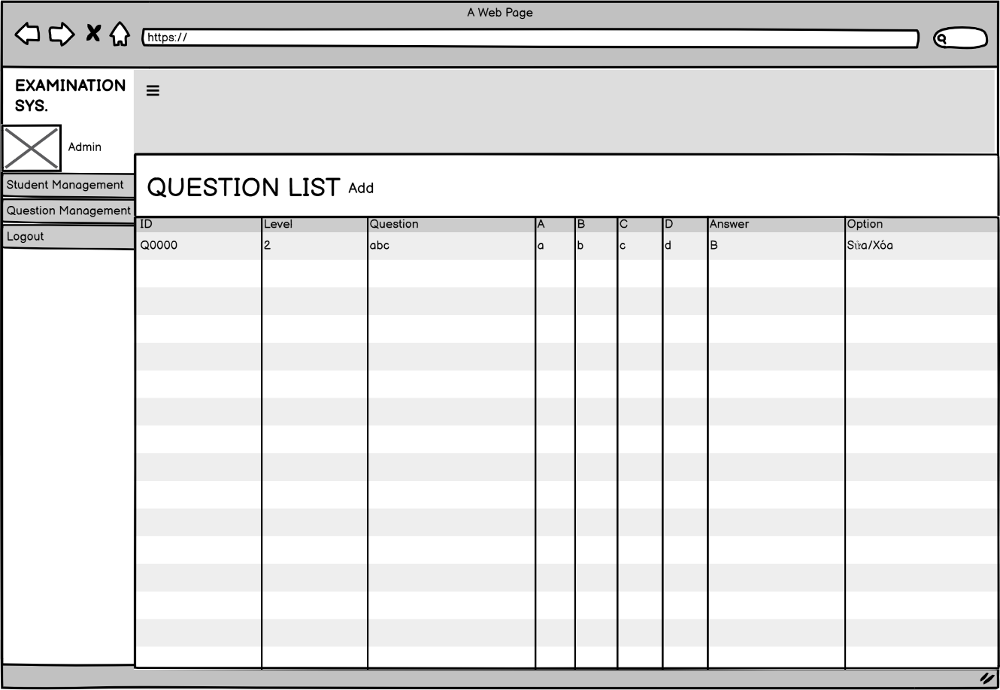 A Web Page
https://
EXAMINATION
SYS.
Admin
Student Management
Question Management
Logout
QUESTION LIST Add
ID Level Question A B C D Answer Option
Q0000 2 abc a b c d B Sửa/Xóa